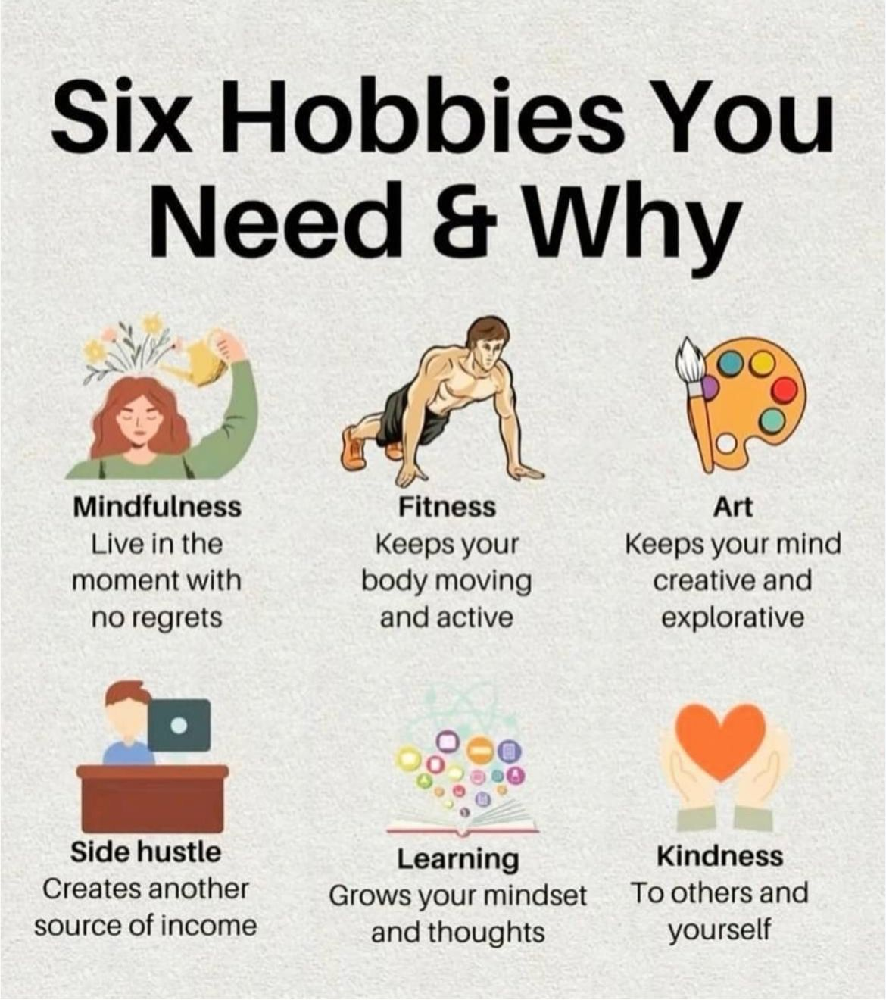 Six Hobbies You
Need & Why
Mindfulness
Live in the
moment with
no regrets
Fitness
Keeps your
body moving
and active
Art
Keeps your mind
creative and
explorative
Side hustle
Creates another
source of income
Learning
Grows your mindset
and thoughts
Kindness
To others and
yourself